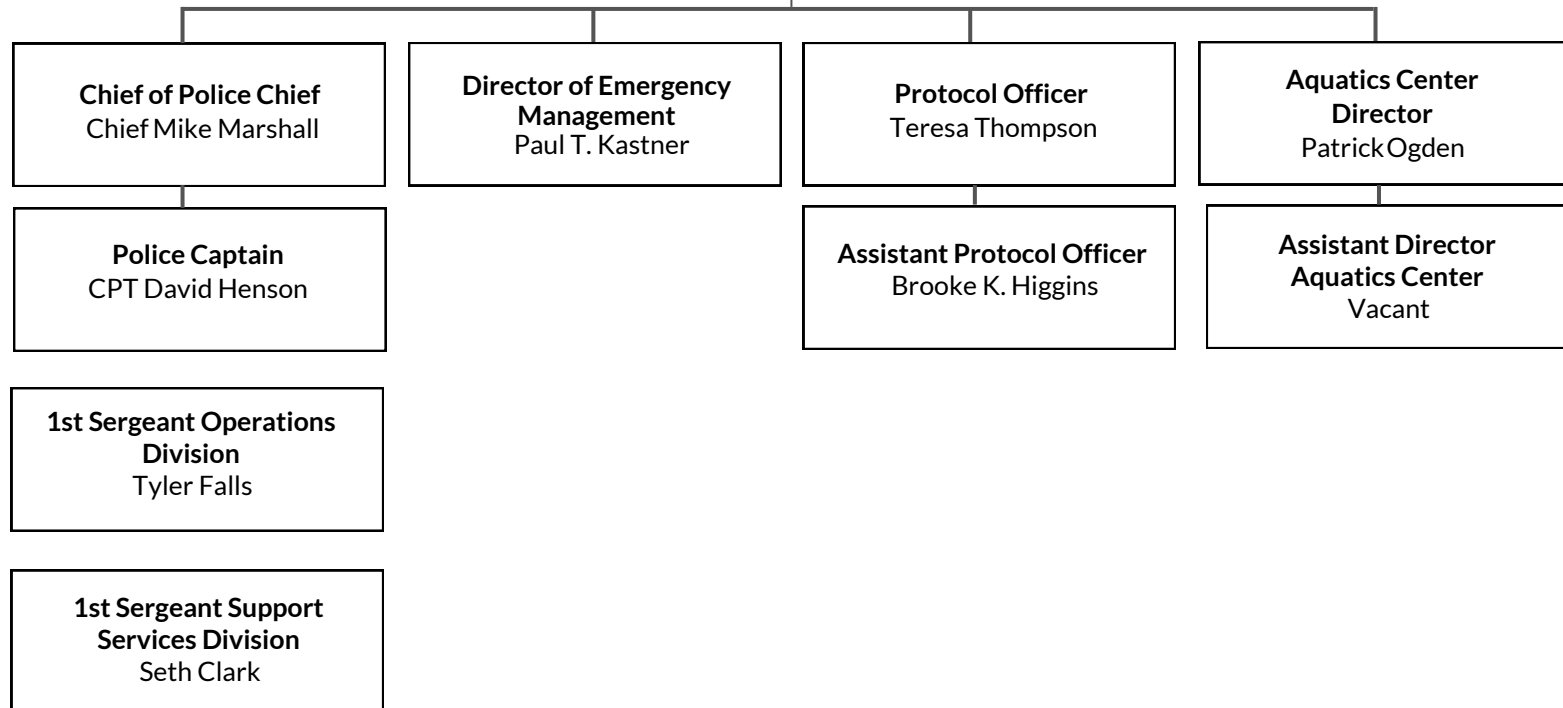 Chief of Police Chief
Chief Mike Marshall
Director of Emergency
Management
Paul T. Kastner
Protocol Officer
Teresa Thompson
Aquatics Center
Director
Patrick Ogden
Police Captain
CPT David Henson
Assistant Protocol Officer
Brooke K. Higgins
Assistant Director
Aquatics Center
Vacant
1st Sergeant Operations
Division
Tyler Falls
1st Sergeant Support
Services Division
Seth Clark